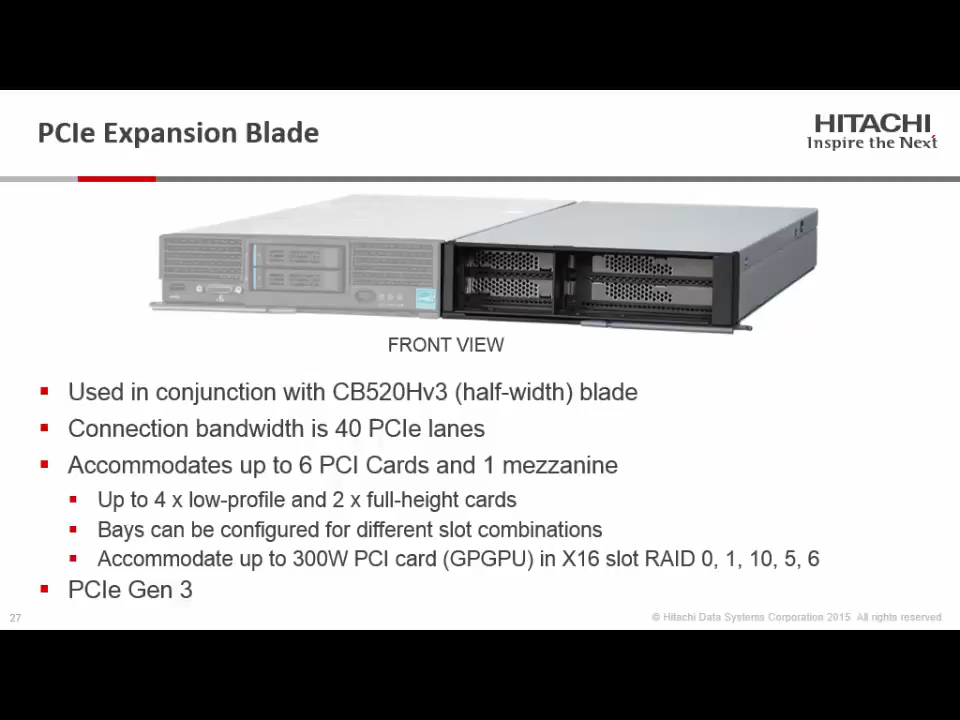 PCIe Expansion Blade
HITACHI
Inspire the Next
FRONT VIEW
Used in conjunction with CB520Hv3 (half-width) blade
Connection bandwidth is 40 PCIe lanes
Accommodates up to 6 PCI Cards and 1 mezzanine
Up to 4 x low-profile and 2 x full-height cards
Bays can be configured for different slot combinations
Accommodate up to 300W PCI card (GPGPU) in X16 slot RAID 0, 1, 10, 5, 6
PCIe Gen 3
27
© Hitachi Data Systems Corporation 2015 All rights reserved